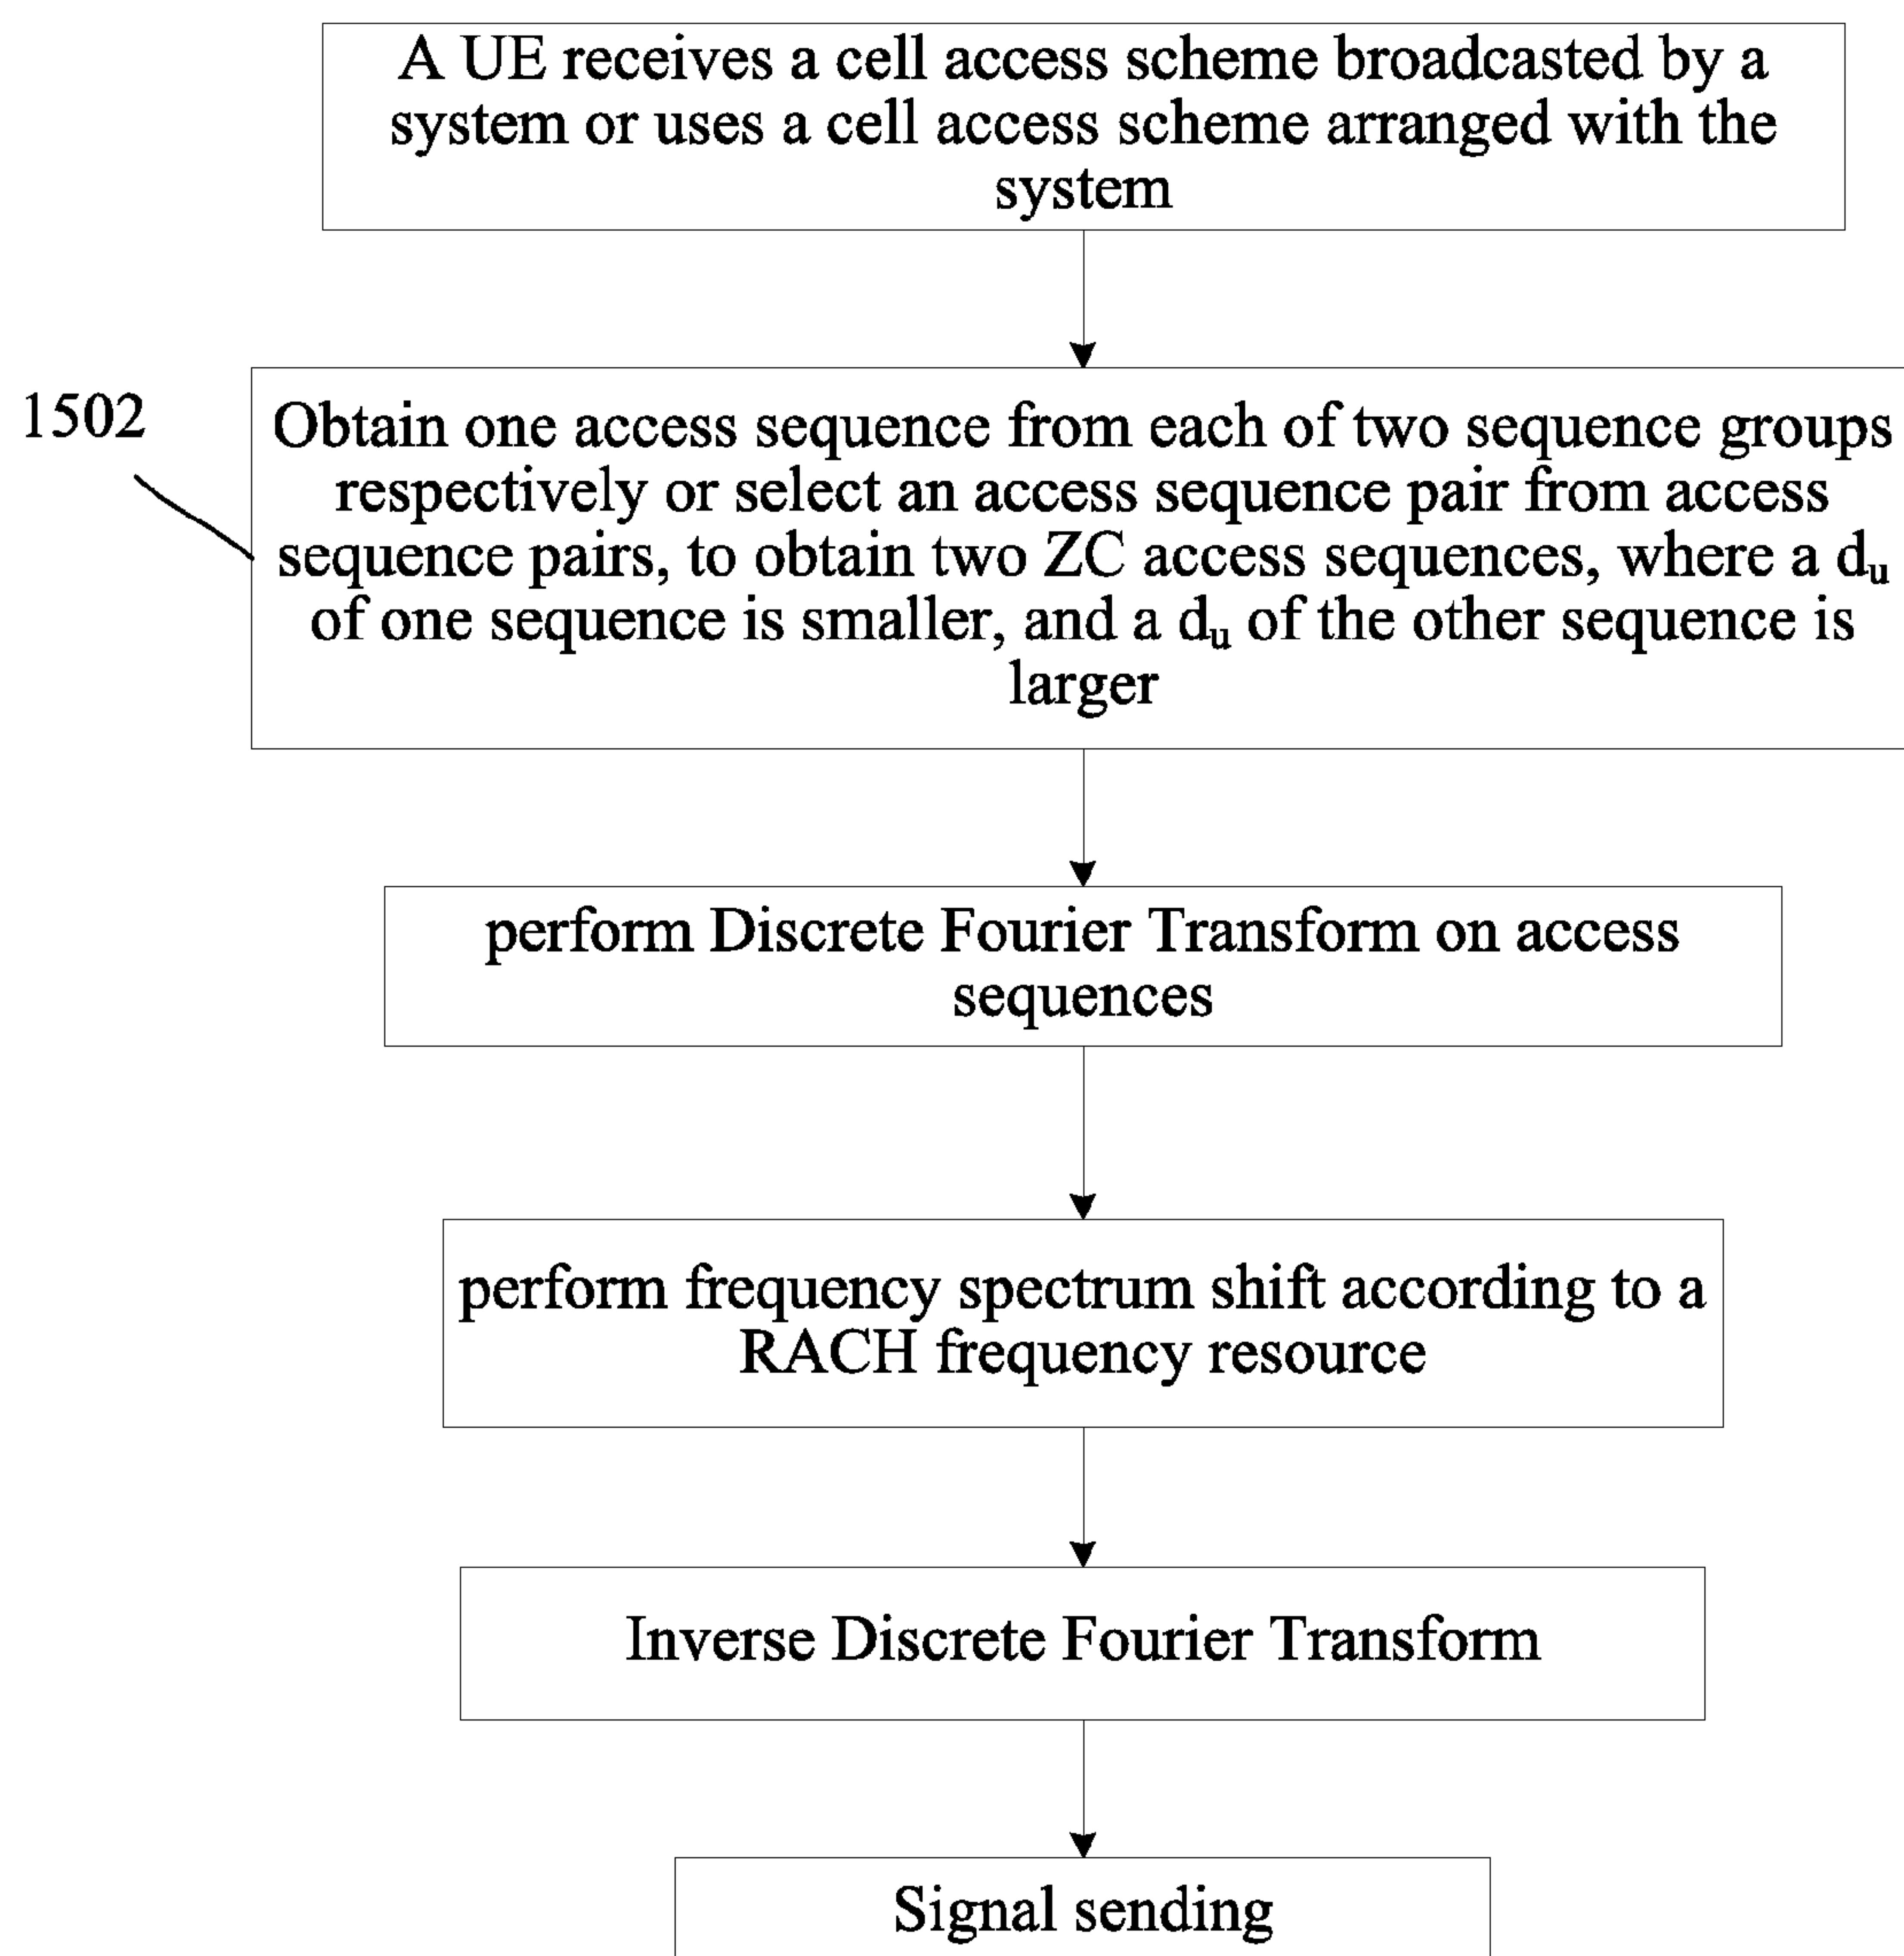 A UE receives a cell access scheme broadcasted by a
system or uses a cell access scheme arranged with the
system
1502
Obtain one access sequence from each of two sequence groups
respectively or select an access sequence pair from access
sequence pairs, to obtain two ZC access sequences, where a du
of one sequence is smaller, and a du of the other sequence is
larger
perform Discrete Fourier Transform on access
sequences
perform frequency spectrum shift according to a
RACH frequency resource
Inverse Discrete Fourier Transform
Signal sending